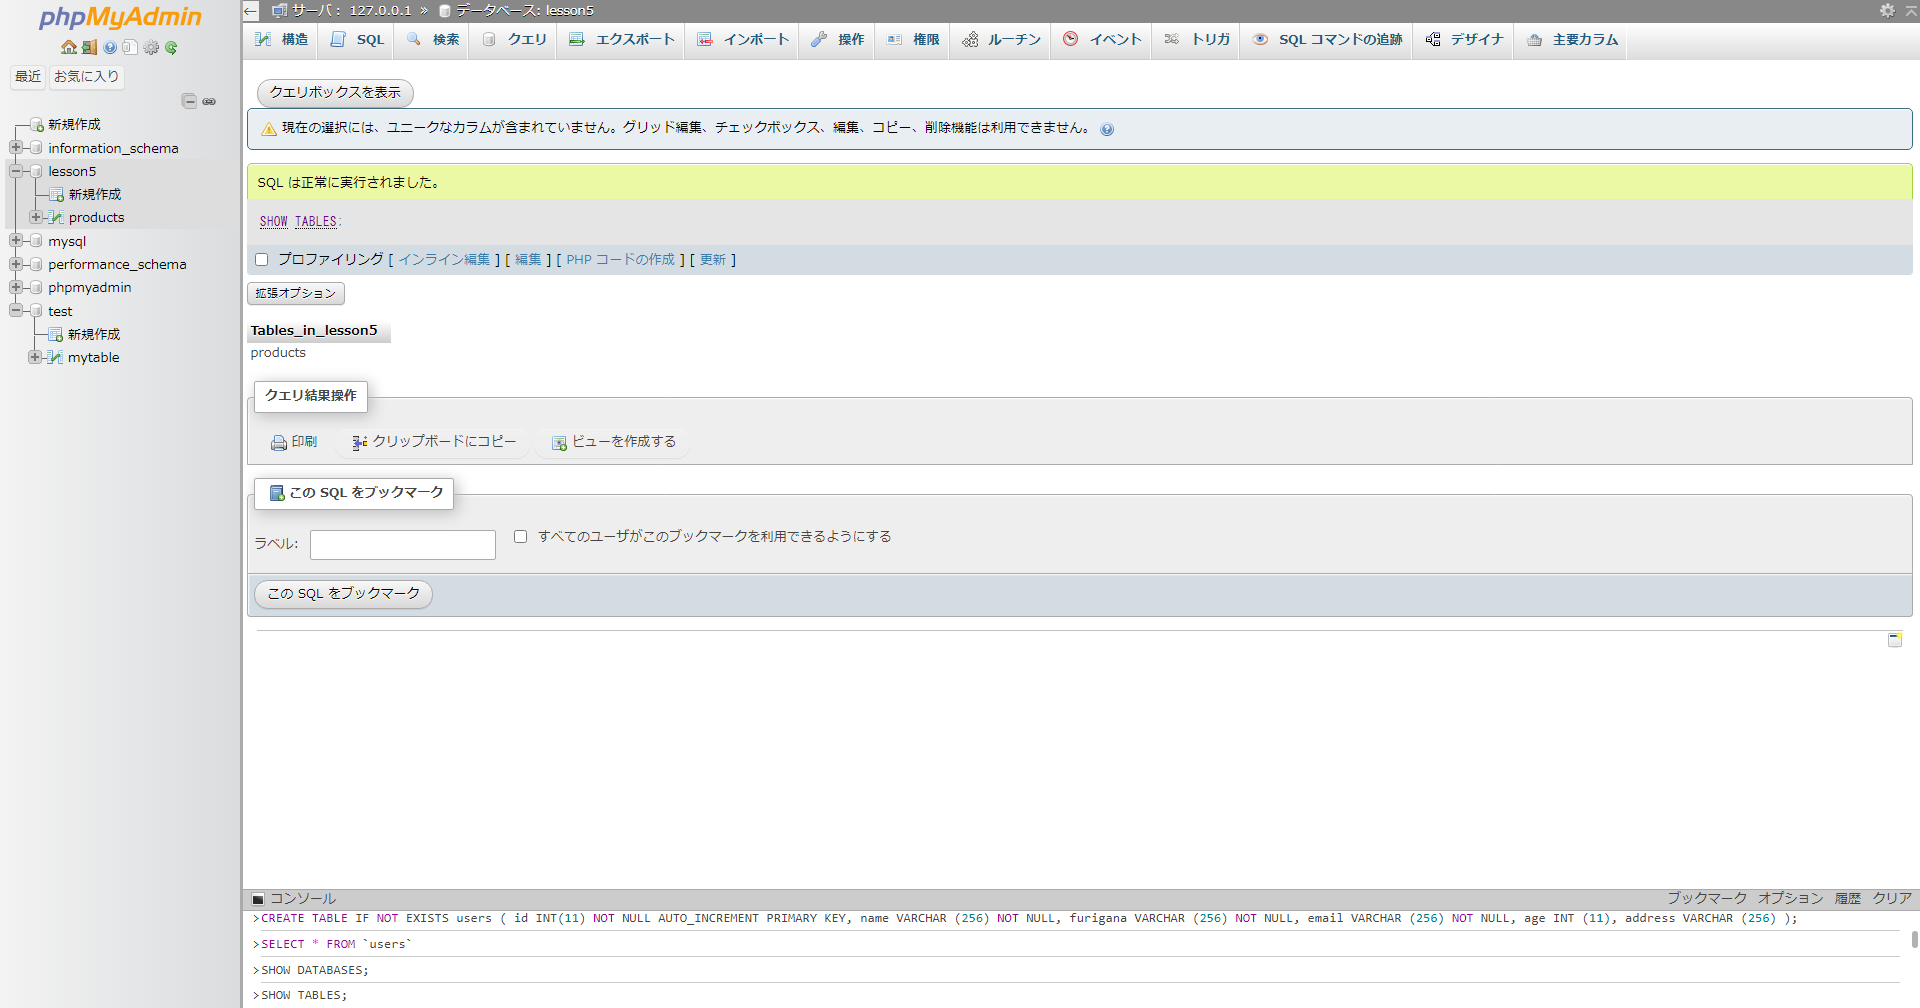 phpMyAdmin
最近 お気に入り
新規作成
information_schema
lesson5
新規作成
products
mysql
performance_schema
phpmyadmin
test
新規作成
mytable
サーバ: 127.0.0.1 » データベース: lesson5
構造 SQL 検索 クエリ エクスポート インポート 操作 権限 ルーチン イベント トリガ SQL コマンドの追跡 デザイナ 主要カラム
クエリボックスを表示
現在の選択には、ユニークなカラムが含まれていません。グリッド編集、チェックボックス、編集、コピー、削除機能は利用できません。
SQL は正常に実行されました。
SHOW TABLES;
プロファイリング [ インライン編集 ] [ 編集 ] [ PHP コードの作成 ] [ 更新 ]
拡張オプション
Tables_in_lesson5
products
クエリ結果操作
印刷 クリップボードにコピー ビューを作成する
この SQL をブックマーク
ラベル: すべてのユーザがこのブックマークを利用できるようにする
この SQL をブックマーク
コンソール ブックマーク オプション 履歴 クリア
>CREATE TABLE IF NOT EXISTS users ( id INT(11) NOT NULL AUTO_INCREMENT PRIMARY KEY, name VARCHAR (256) NOT NULL, furigana VARCHAR (256) NOT NULL, email VARCHAR (256) NOT NULL, age INT (11), address VARCHAR (256) );
>SELECT * FROM `users`
>SHOW DATABASES;
>SHOW TABLES;